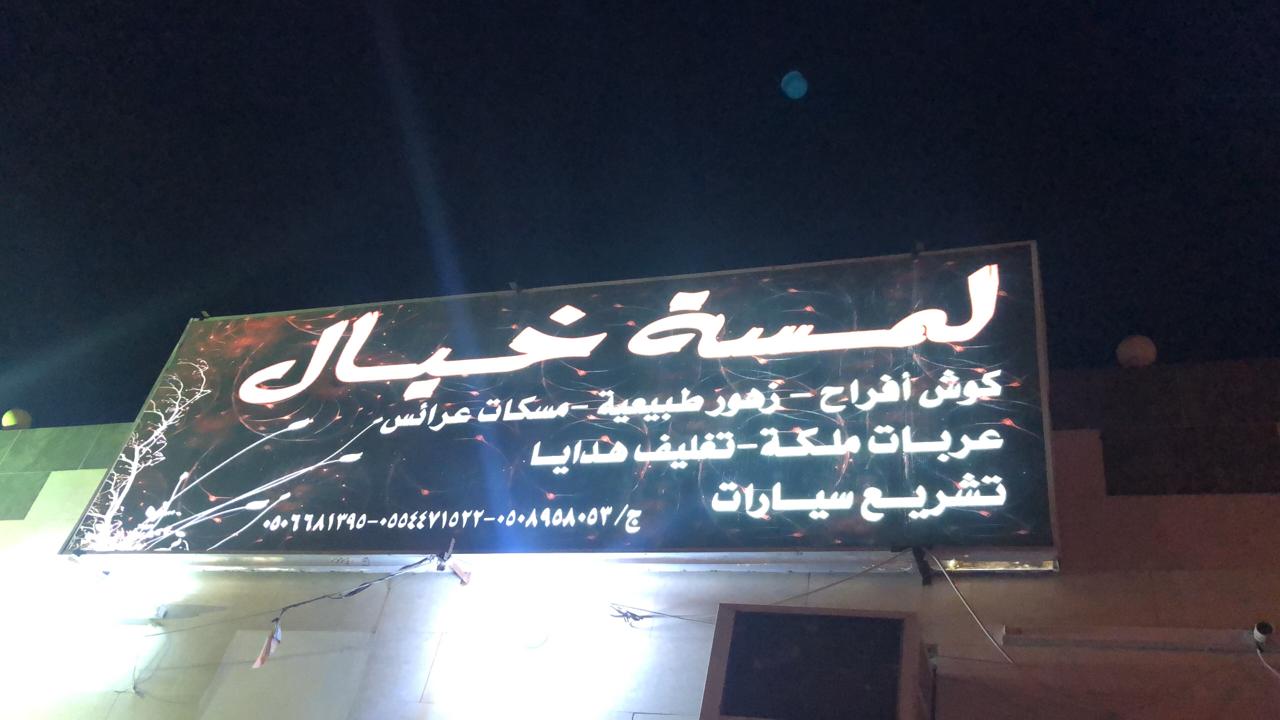 لمسة خيال
كوش أفراح - زهور طبيعية - مسكات عرائس
عربات ملكة - تغليف هدايا
تشريع سيارات
ج/ ٠٥٠٨٩٥٨٠٥٣-٠٥٥٤٤٧١٥٢٢-٠٥٠٦٦٨١٣٩٥